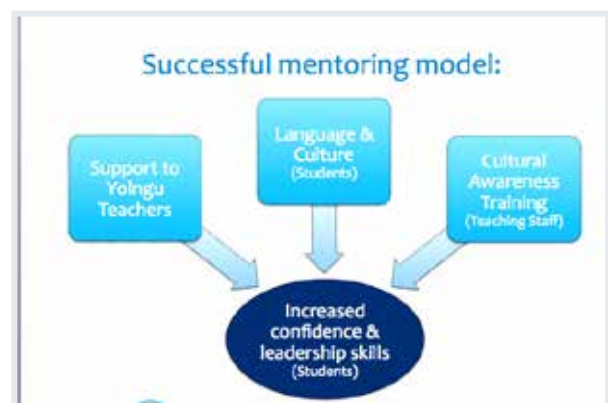 Successful mentoring model:
Support to
Yolngu
Teachers
Language &
Culture
(Students)
Cultural
Awareness
Training
(Teaching Staff)
Increased
confidence &
leadership skills
(Students)